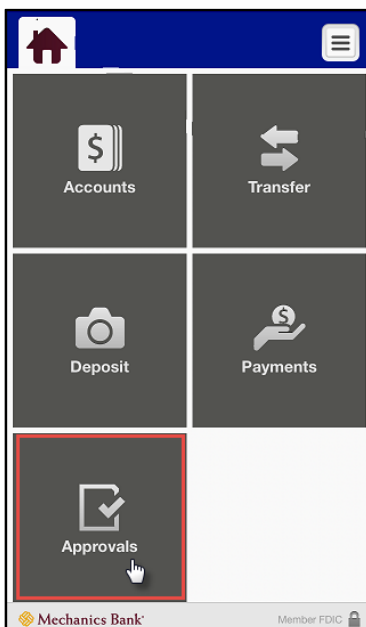 Accounts
Transfer
Deposit
Payments
Approvals
Mechanics Bank
Member FDIC